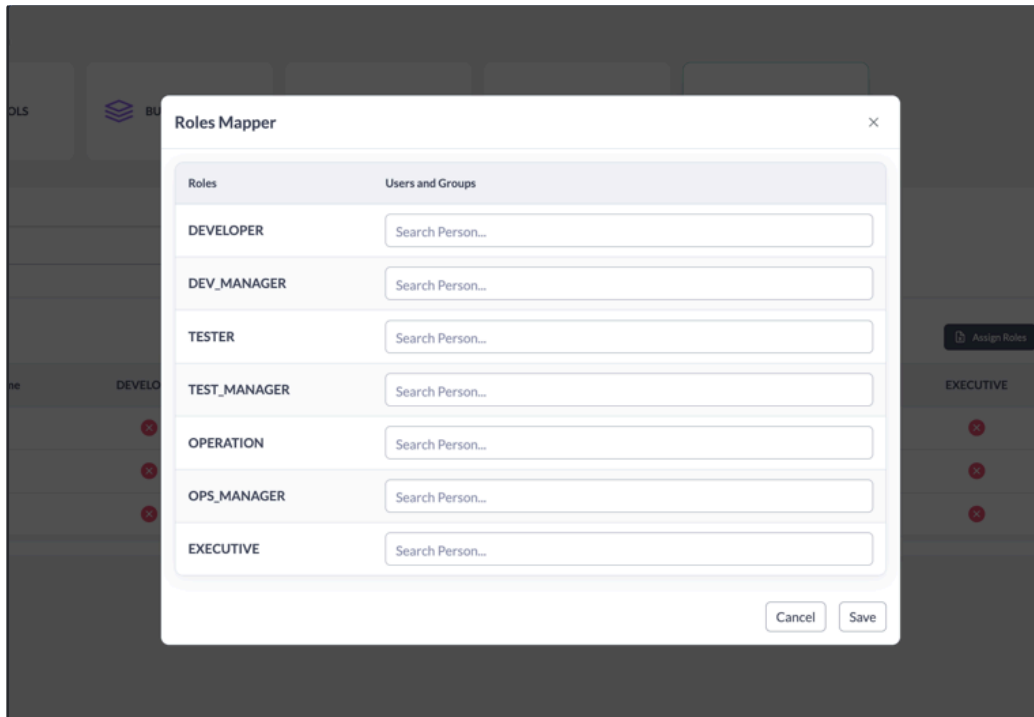 OLS
BU
Roles Mapper
Roles Users and Groups
DEVELOPER Search Person...
DEV_MANAGER Search Person...
TESTER Search Person...
Assign Roles
TEST_MANAGER Search Person...
me DEVELO EXECUTIVE
OPERATION Search Person...
OPS_MANAGER Search Person...
EXECUTIVE Search Person...
Cancel Save